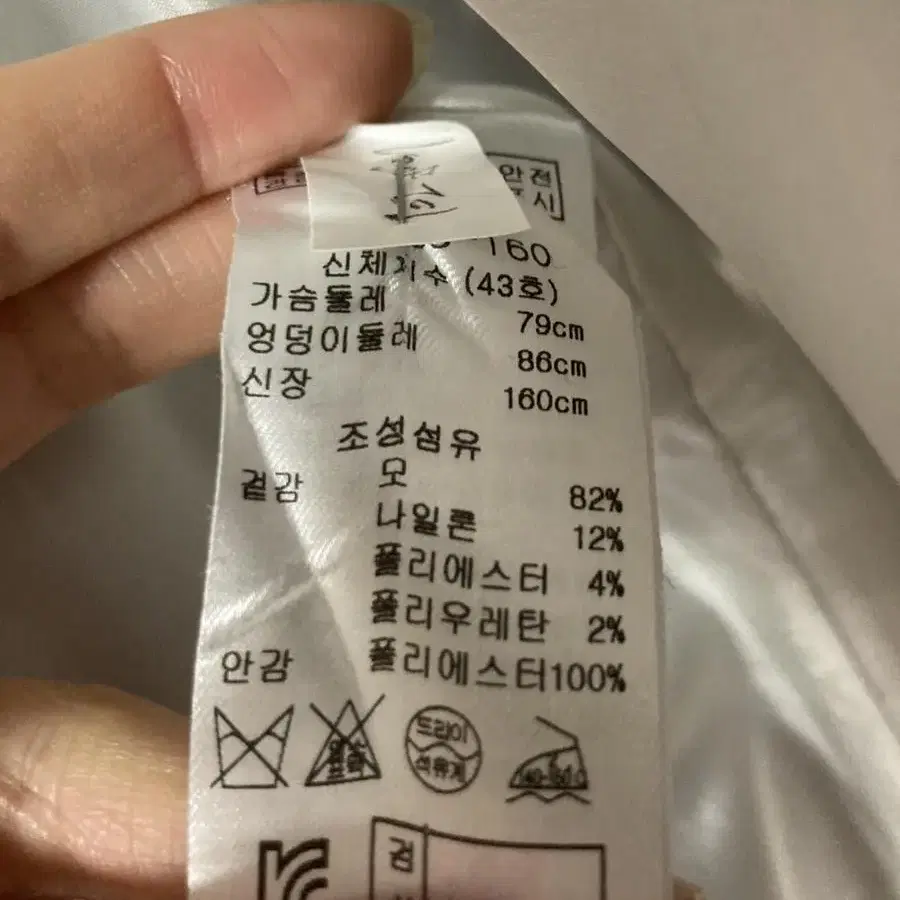 안전
표시
160
신체치수 (43호)
가슴둘레 79cm
엉덩이둘레 86cm
신장 160cm
조성섬유
겉감 모 82%
나일론 12%
폴리에스터 4%
폴리우레탄 2%
안감 폴리에스터100%
드라이
석유계
140~160℃
검